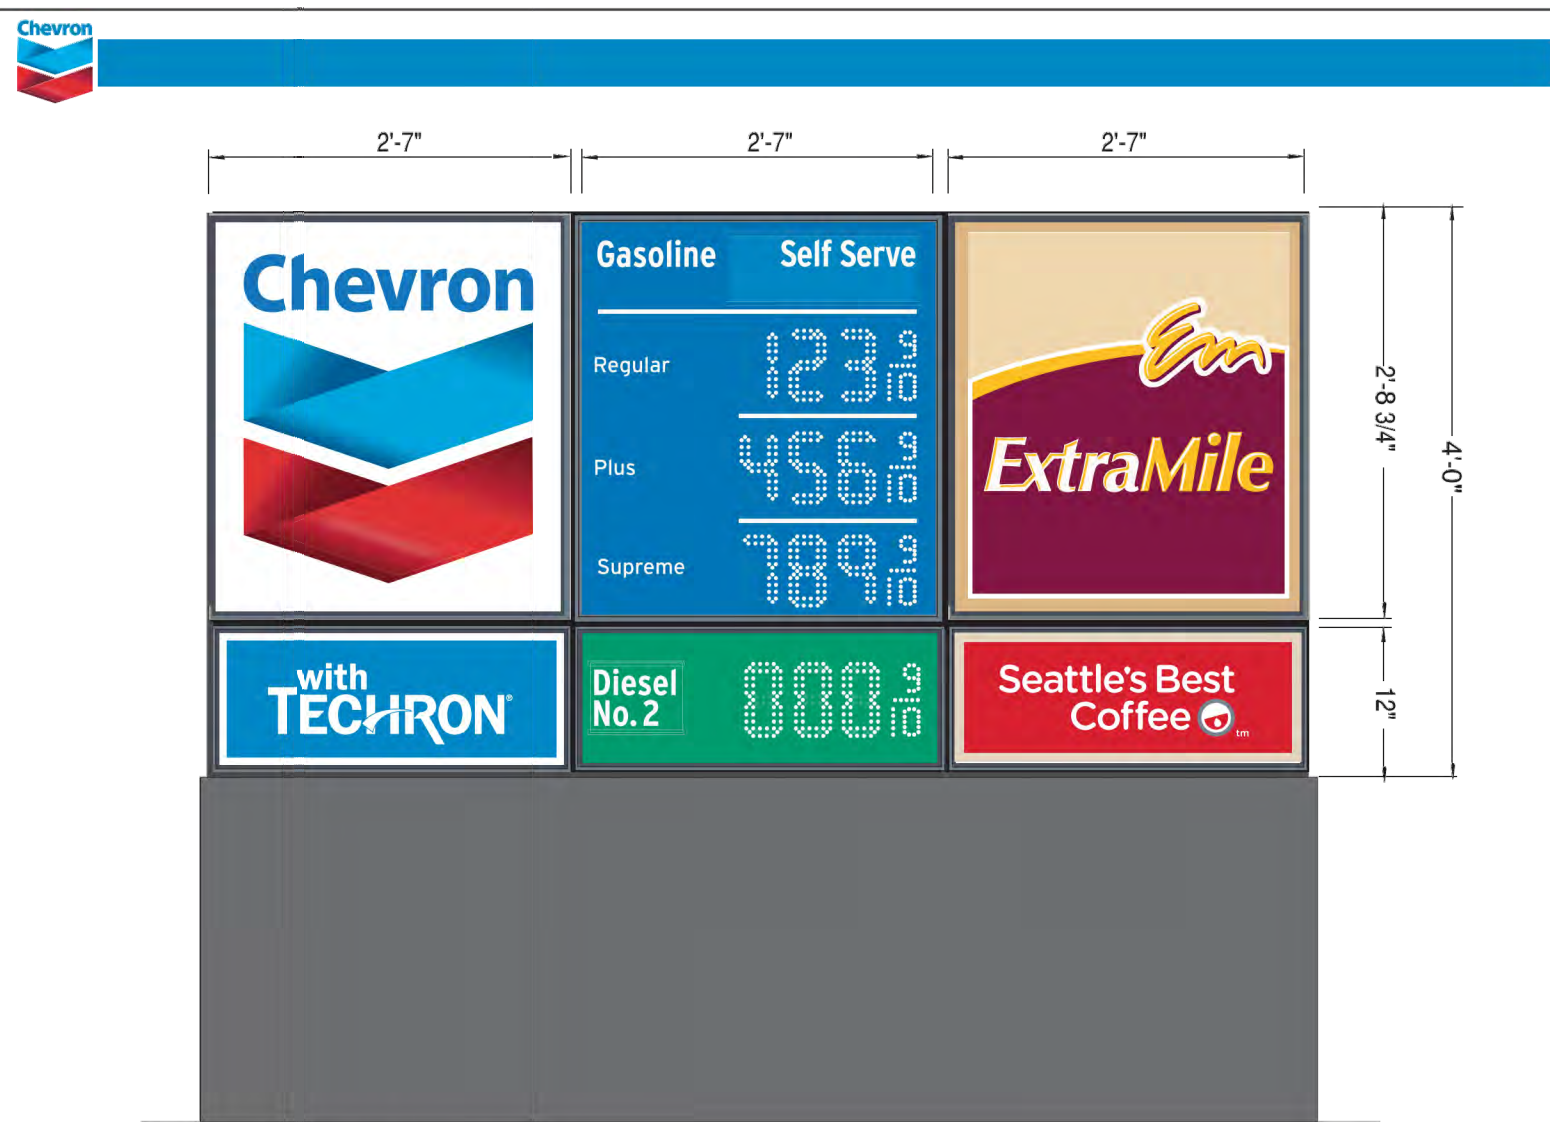 Chevron
2'-7"
2'-7"
2'-7"
Chevron
Gasoline Self Serve
Regular 123 9/10
Plus 456 9/10
Supreme 789 9/10
Em
ExtraMile
2'-8 3/4"
4'-0"
with
TECHRON®
Diesel
No. 2
888 9/10
Seattle's Best
Coffee tm
12"